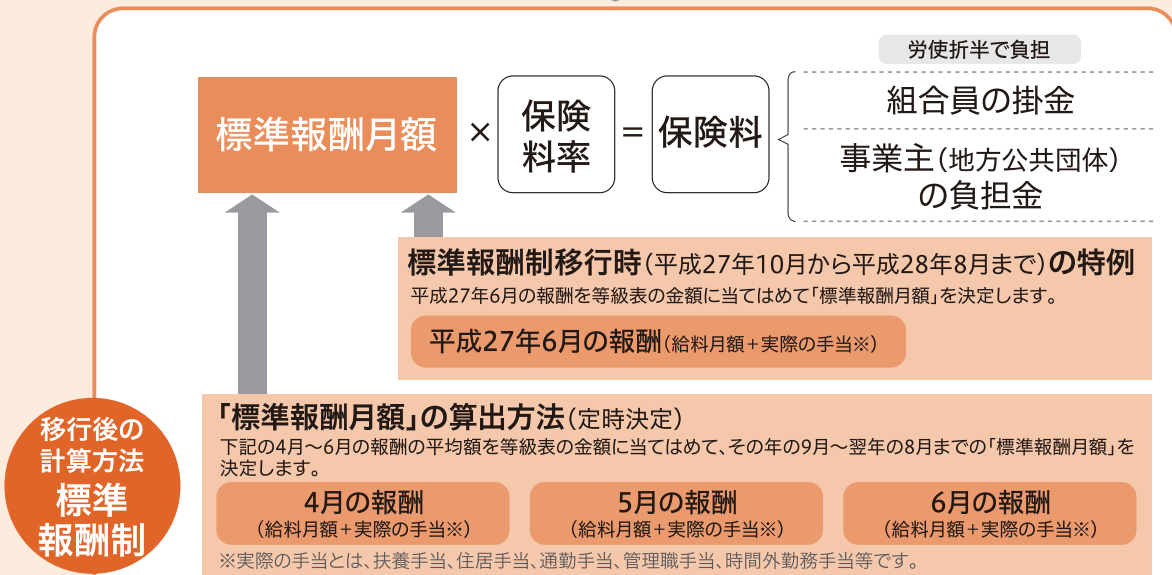 労使折半で負担
標準報酬月額
×
保険
料率
=
保険料
組合員の掛金
事業主(地方公共団体)
の負担金
標準報酬制移行時(平成27年10月から平成28年8月まで)の特例
平成27年6月の報酬を等級表の金額に当てはめて「標準報酬月額」を決定します。
平成27年6月の報酬(給料月額+実際の手当※)
移行後の
計算方法
標準
報酬制
「標準報酬月額」の算出方法(定時決定)
下記の4月~6月の報酬の平均額を等級表の金額に当てはめて、その年の9月~翌年の8月までの「標準報酬月額」を
決定します。
4月の報酬
(給料月額+実際の手当※)
5月の報酬
(給料月額+実際の手当※)
6月の報酬
(給料月額+実際の手当※)
※実際の手当とは、扶養手当、住居手当、通勤手当、管理職手当、時間外勤務手当等です。